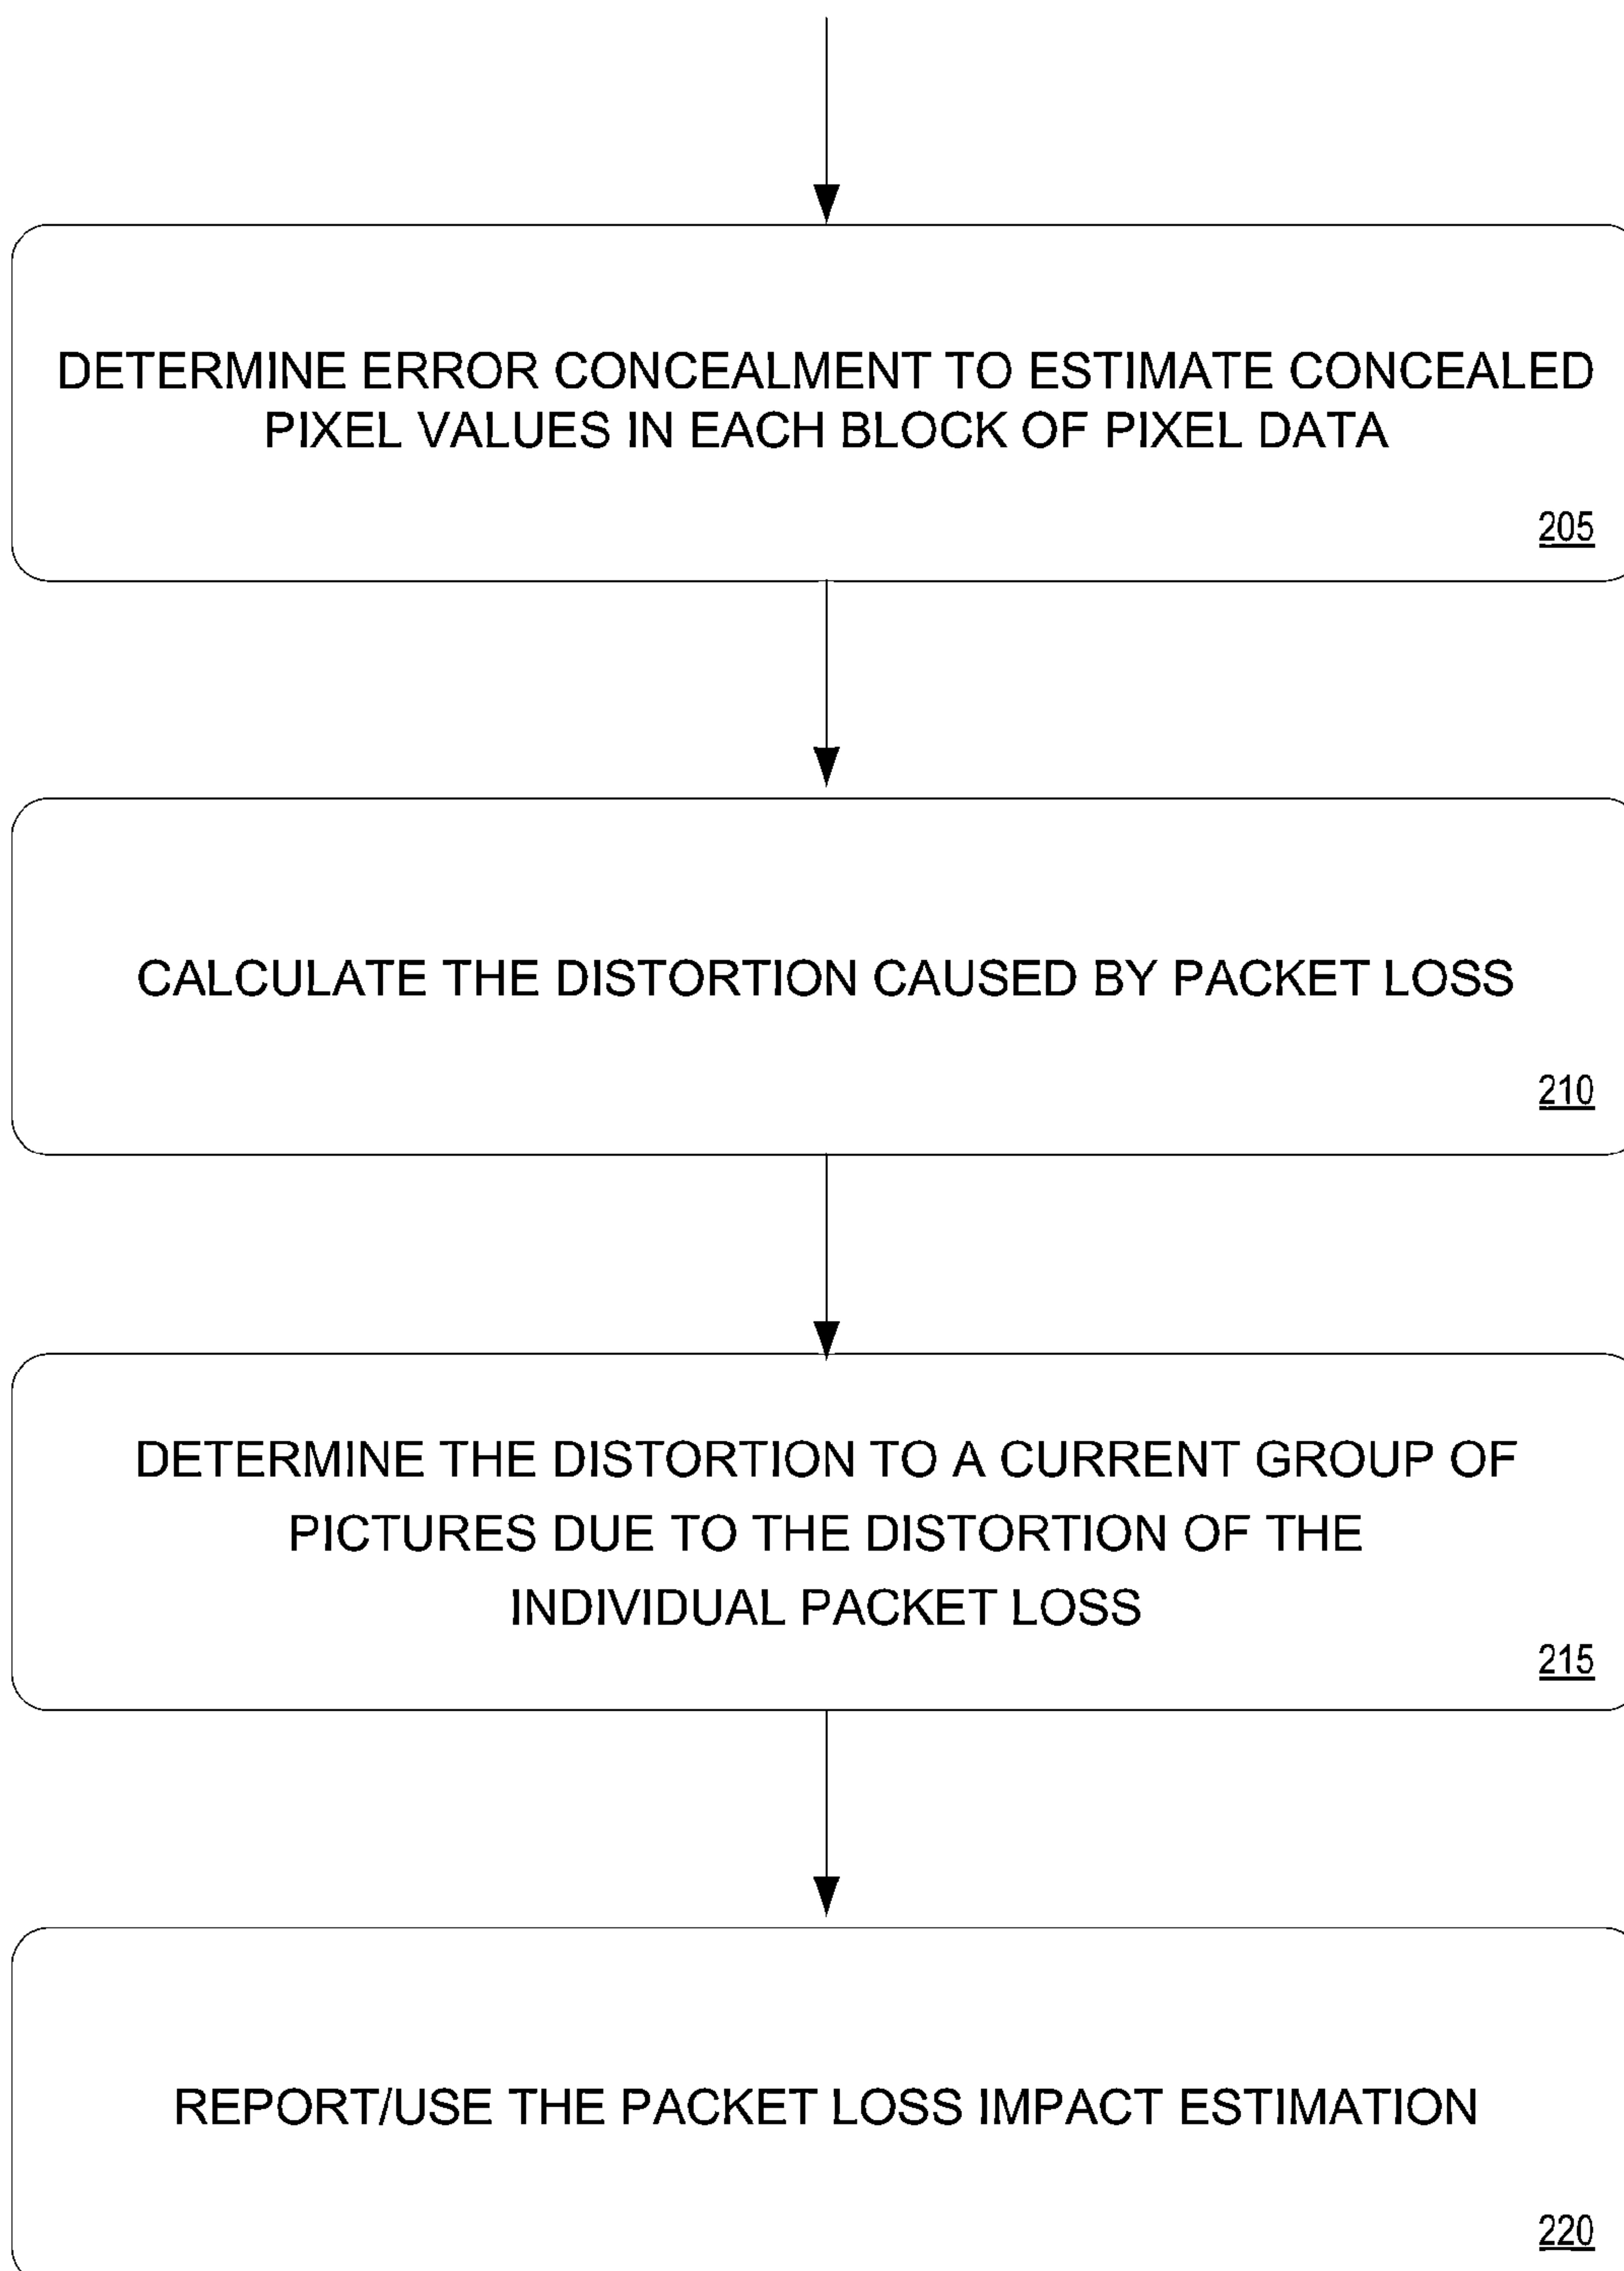 DETERMINE ERROR CONCEALMENT TO ESTIMATE CONCEALED
PIXEL VALUES IN EACH BLOCK OF PIXEL DATA
205
CALCULATE THE DISTORTION CAUSED BY PACKET LOSS
210
DETERMINE THE DISTORTION TO A CURRENT GROUP OF
PICTURES DUE TO THE DISTORTION OF THE
INDIVIDUAL PACKET LOSS
215
REPORT/USE THE PACKET LOSS IMPACT ESTIMATION
220